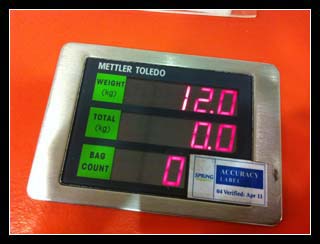 METTLER TOLEDO
WEIGHT
(kg)
12.0
TOTAL
(kg)
0.0
BAG
COUNT
0
SPRING
ACCURACY
LABEL
04 Verified: Apr 11